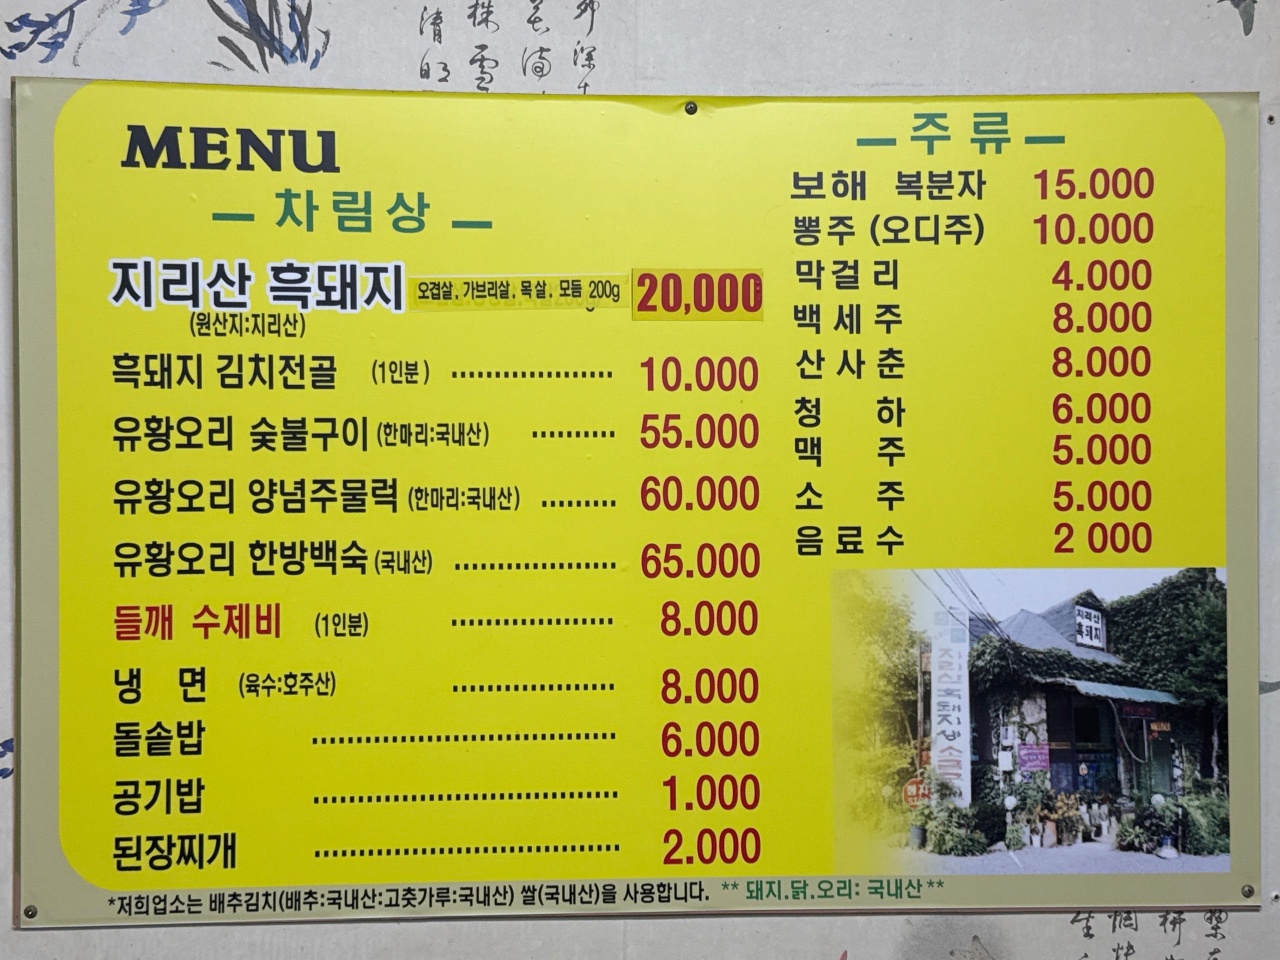 MENU
— 차림상 —
지리산 흑돼지 오겹살, 가브리살, 목살, 모듬 200g 20,000
(원산지:지리산)
흑돼지 김치전골 (1인분) 10.000
유황오리 숯불구이 (한마리:국내산) 55.000
유황오리 양념주물럭 (한마리:국내산) 60.000
유황오리 한방백숙 (국내산) 65.000
들깨 수제비 (1인분) 8.000
냉 면 (육수:호주산) 8.000
돌솥밥 6.000
공기밥 1.000
된장찌개 2.000
— 주 류 —
보해 복분자 15.000
뽕주 (오디주) 10.000
막걸리 4.000
백세주 8.000
산사춘 8.000
청 하 6.000
맥 주 5.000
소 주 5.000
음료수 2 000
지리산
흑돼지
*저희업소는 배추김치(배추:국내산:고춧가루:국내산) 쌀(국내산)을 사용합니다. ** 돼지.닭.오리: 국내산 **